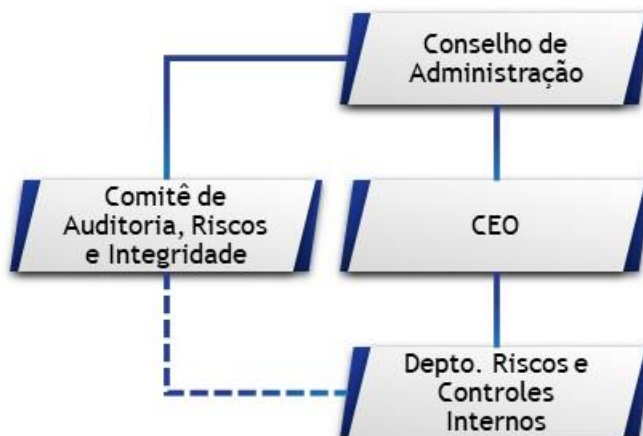 Conselho de
Administração
Comitê de
Auditoria, Riscos
e Integridade
CEO
Depto. Riscos e
Controles
Internos